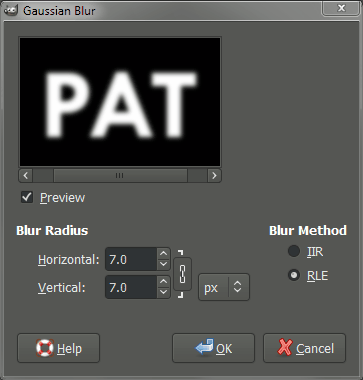 Gaussian Blur
PAT
Preview
Blur Radius
Horizontal: 7.0
Vertical: 7.0
px
Blur Method
IIR
RLE
Help
OK
Cancel